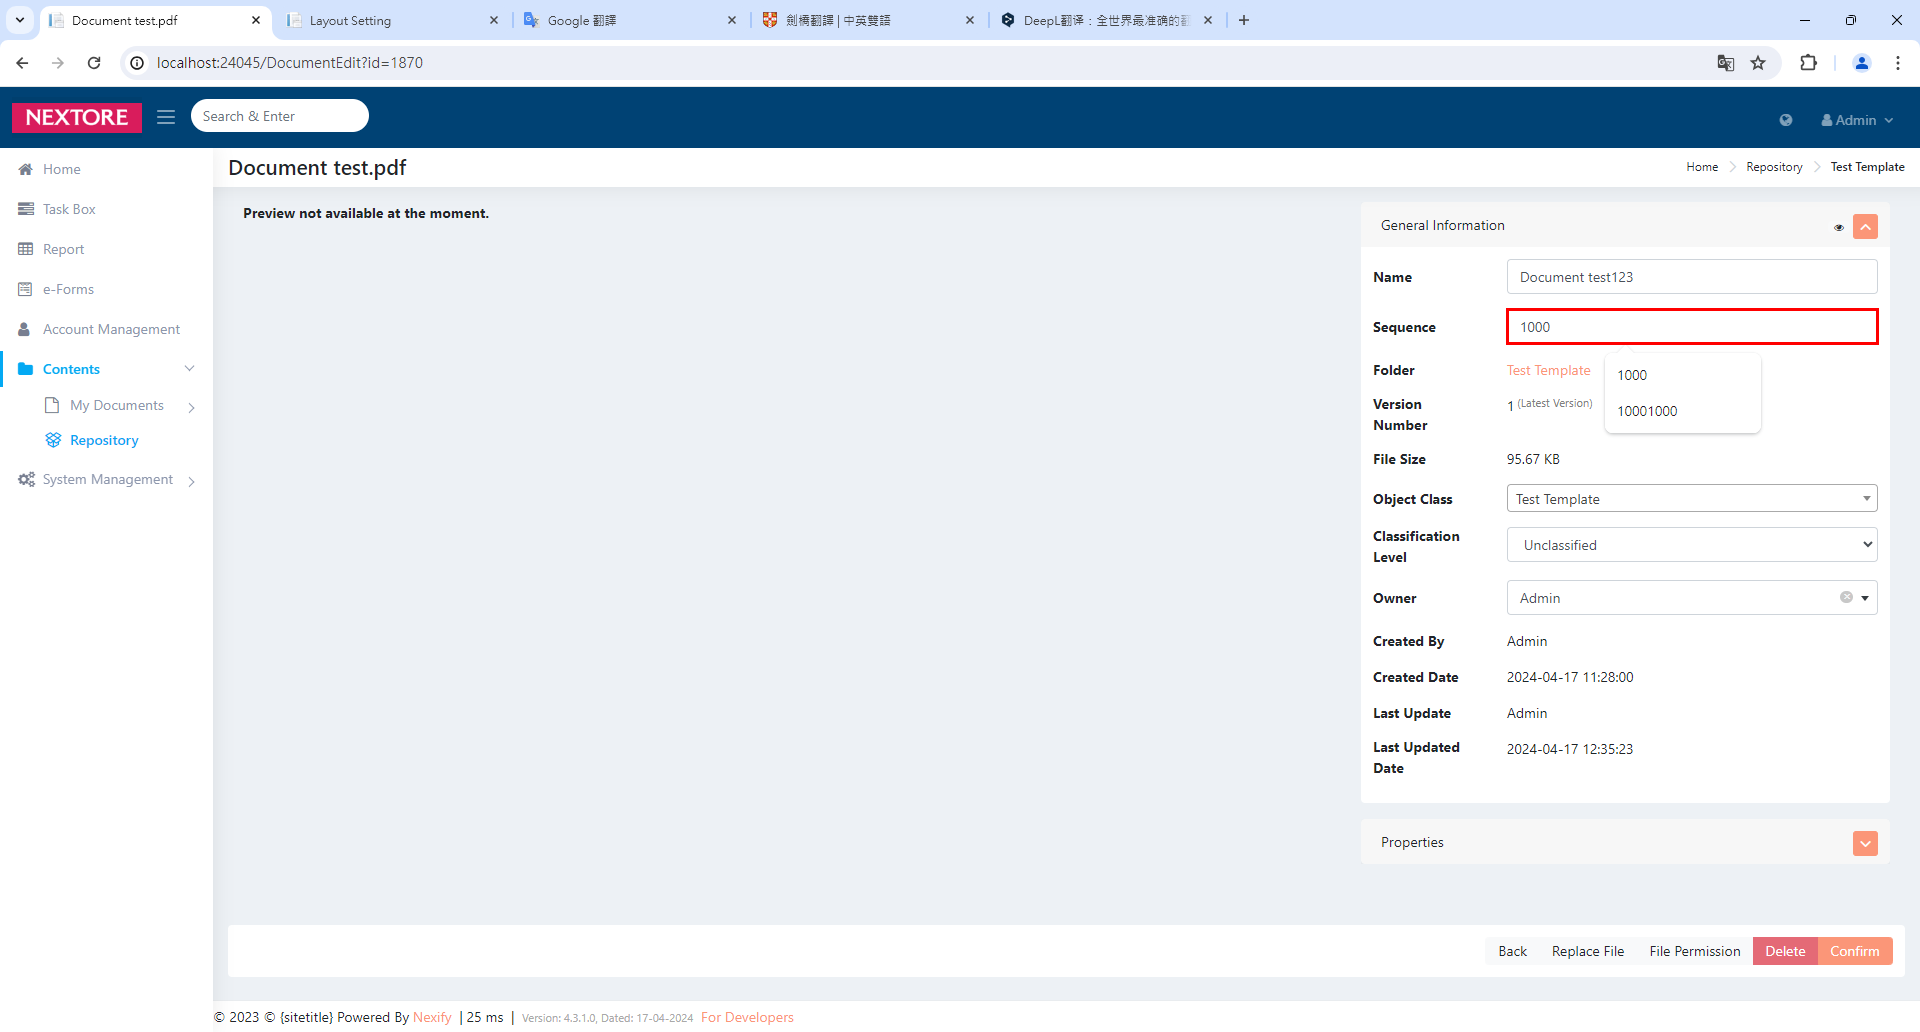 Document test.pdf
Layout Setting
Google 翻譯
劍橋翻譯 | 中英雙語
DeepL翻译：全世界最准确的
localhost:24045/DocumentEdit?id=1870
NEXTORE
Search & Enter
Admin
Home
Task Box
Report
e-Forms
Account Management
Contents
My Documents
Repository
System Management
Document test.pdf
Home
Repository
Test Template
Preview not available at the moment.
General Information
Name
Document test123
Sequence
1000
1000
10001000
Folder
Test Template
Version Number
1 (Latest Version)
File Size
95.67 KB
Object Class
Test Template
Classification Level
Unclassified
Owner
Admin
Created By
Admin
Created Date
2024-04-17 11:28:00
Last Update
Admin
Last Updated Date
2024-04-17 12:35:23
Properties
Back
Replace File
File Permission
Delete
Confirm
© 2023 © {sitetitle} Powered By Nexify | 25 ms | Version: 4.3.1.0, Dated: 17-04-2024 For Developers